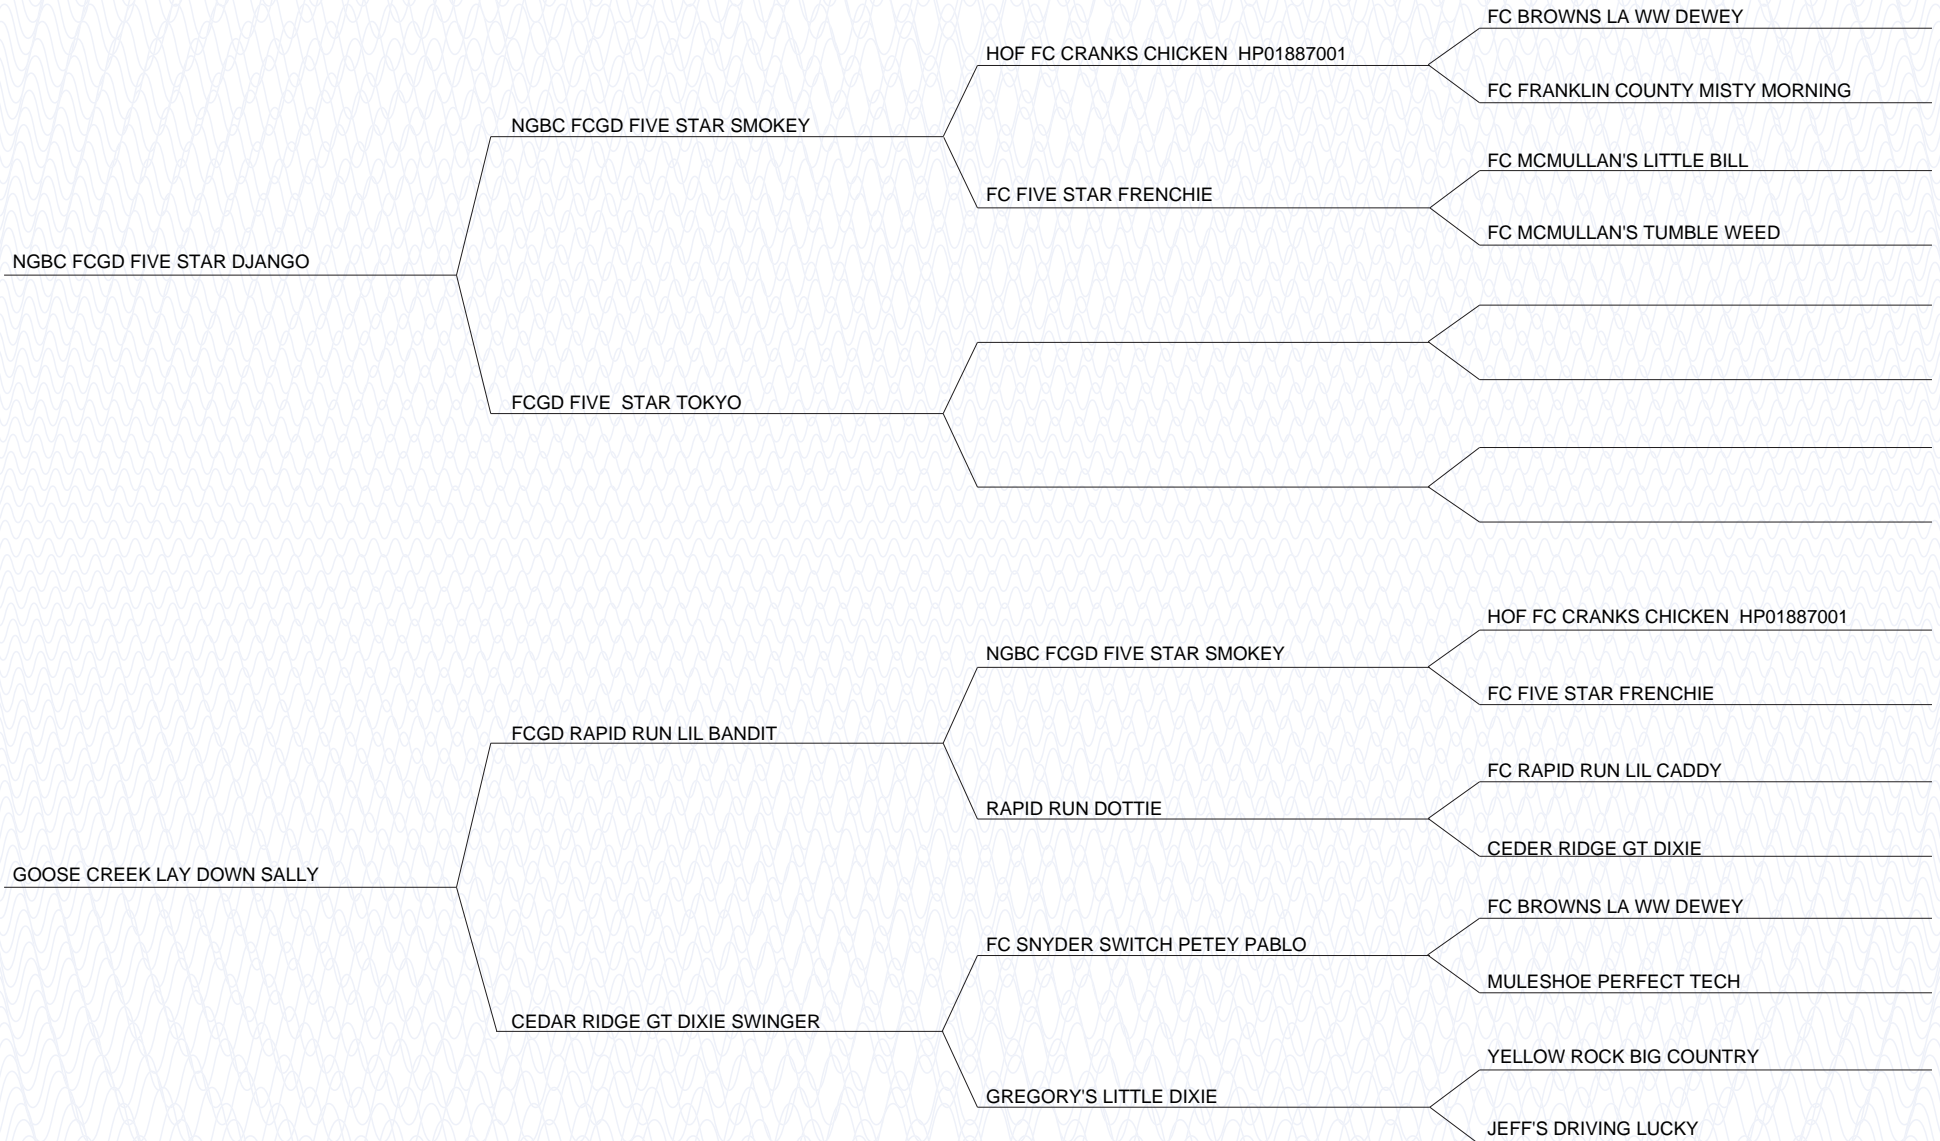 FC BROWNS LA WW DEWEY
HOF FC CRANKS CHICKEN  HP01887001
FC FRANKLIN COUNTY MISTY MORNING
NGBC FCGD FIVE STAR SMOKEY
FC MCMULLAN'S LITTLE BILL
FC FIVE STAR FRENCHIE
FC MCMULLAN'S TUMBLE WEED
NGBC FCGD FIVE STAR DJANGO
FCGD FIVE  STAR TOKYO
HOF FC CRANKS CHICKEN  HP01887001
NGBC FCGD FIVE STAR SMOKEY
FC FIVE STAR FRENCHIE
FCGD RAPID RUN LIL BANDIT
FC RAPID RUN LIL CADDY
RAPID RUN DOTTIE
CEDER RIDGE GT DIXIE
GOOSE CREEK LAY DOWN SALLY
FC BROWNS LA WW DEWEY
FC SNYDER SWITCH PETEY PABLO
MULESHOE PERFECT TECH
CEDAR RIDGE GT DIXIE SWINGER
YELLOW ROCK BIG COUNTRY
GREGORY'S LITTLE DIXIE
JEFF'S DRIVING LUCKY